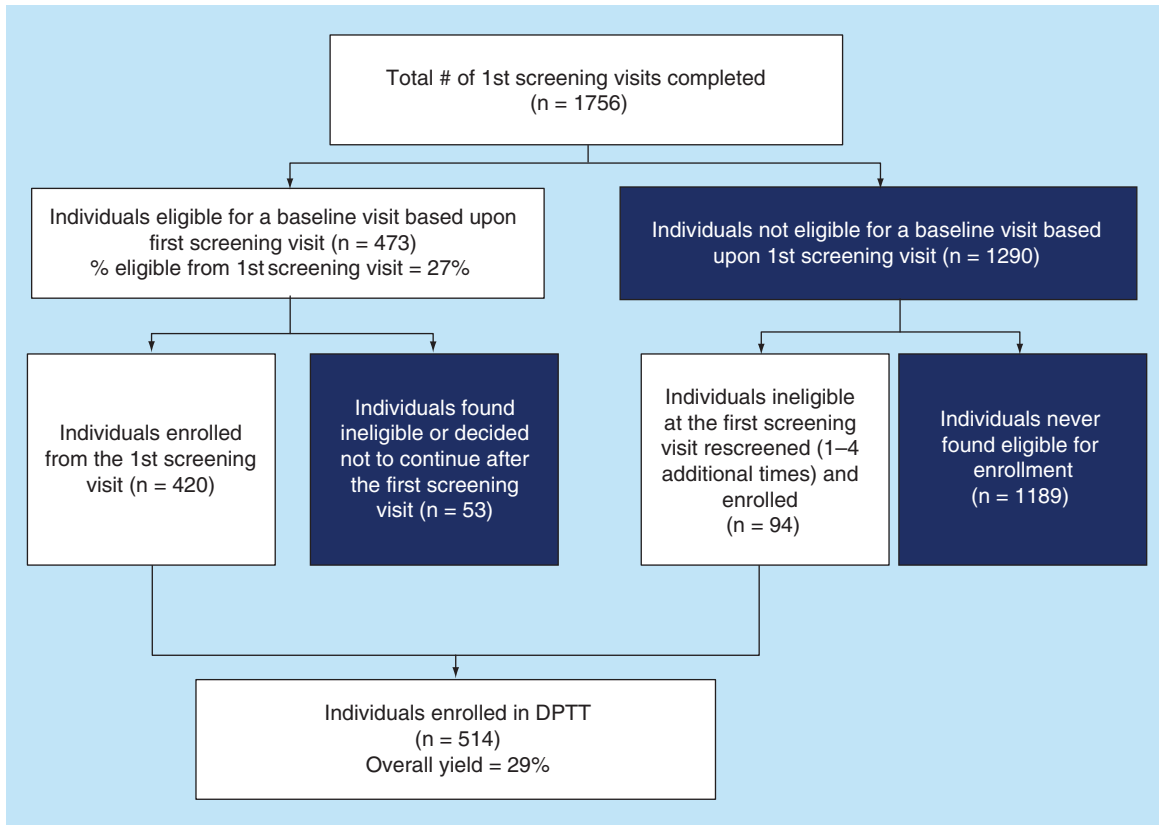 Total # of 1st screening visits completed
(n = 1756)
Individuals eligible for a baseline visit based upon
first screening visit (n = 473)
% eligible from 1st screening visit = 27%
Individuals not eligible for a baseline visit based
upon 1st screening visit (n = 1290)
Individuals enrolled
from the 1st screening
visit (n = 420)
Individuals found
ineligible or decided
not to continue after
the first screening
visit (n = 53)
Individuals ineligible
at the first screening
visit rescreened (1–4
additional times) and
enrolled
(n = 94)
Individuals never
found eligible for
enrollment
(n = 1189)
Individuals enrolled in DPTT
(n = 514)
Overall yield = 29%